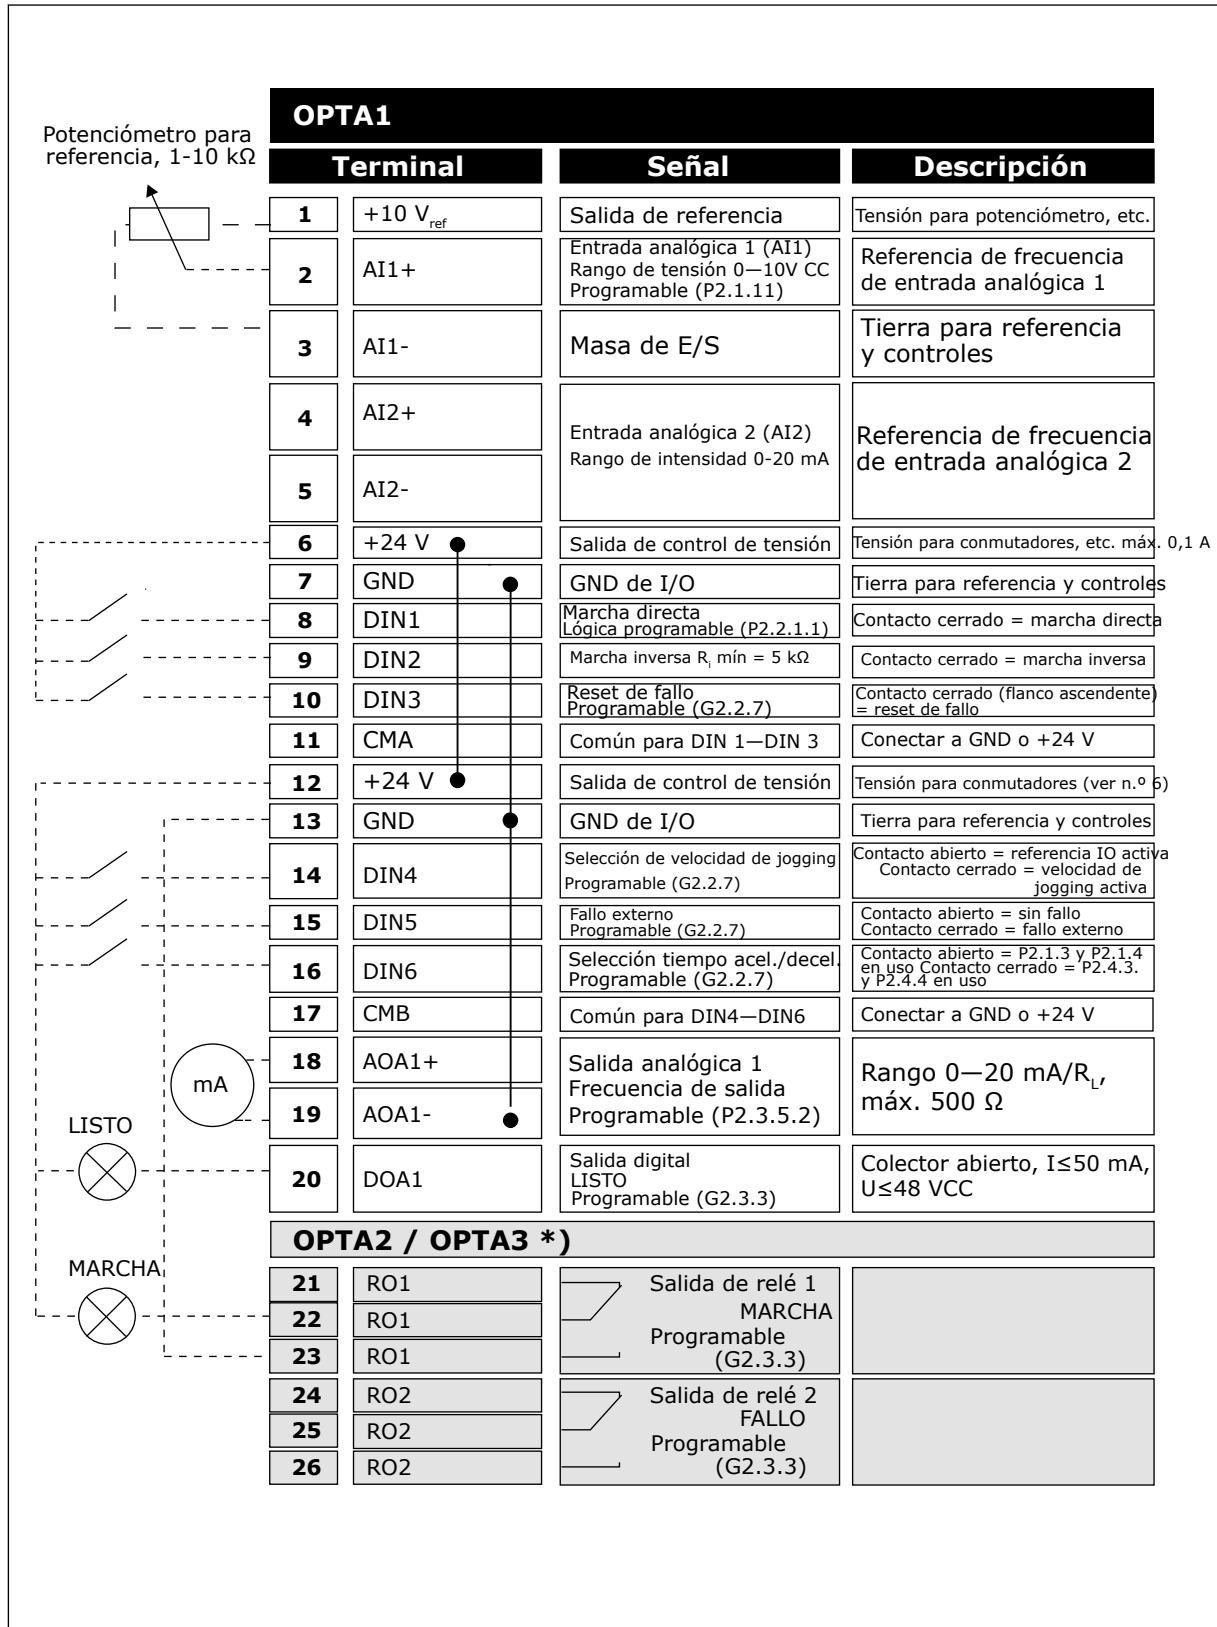 OPTA1
Potenciómetro para
referencia, 1-10 kΩ
Terminal Señal Descripción
1 +10 Vref Salida de referencia Tensión para potenciómetro, etc.
2 AI1+ Entrada analógica 1 (AI1)
Rango de tensión 0—10V CC
Programable (P2.1.11)
Referencia de frecuencia
de entrada analógica 1
3 AI1- Masa de E/S
Tierra para referencia
y controles
4 AI2+
Entrada analógica 2 (AI2)
Rango de intensidad 0-20 mA
Referencia de frecuencia
de entrada analógica 2
5 AI2-
6 +24 V Salida de control de tensión Tensión para conmutadores, etc. máx. 0,1 A
7 GND GND de I/O Tierra para referencia y controles
8 DIN1 Marcha directa
Lógica programable (P2.2.1.1)
Contacto cerrado = marcha directa
9 DIN2 Marcha inversa Ri mín = 5 kΩ Contacto cerrado = marcha inversa
10 DIN3 Reset de fallo
Programable (G2.2.7)
Contacto cerrado (flanco ascendente)
= reset de fallo
11 CMA Común para DIN 1—DIN 3 Conectar a GND o +24 V
12 +24 V Salida de control de tensión Tensión para conmutadores (ver n.º 6)
13 GND GND de I/O Tierra para referencia y controles
14 DIN4 Selección de velocidad de jogging
Programable (G2.2.7)
Contacto abierto = referencia IO activa
Contacto cerrado = velocidad de
jogging activa
15 DIN5 Fallo externo
Programable (G2.2.7)
Contacto abierto = sin fallo
Contacto cerrado = fallo externo
16 DIN6 Selección tiempo acel./decel.
Programable (G2.2.7)
Contacto abierto = P2.1.3 y P2.1.4
en uso Contacto cerrado = P2.4.3.
y P2.4.4 en uso
17 CMB Común para DIN4—DIN6 Conectar a GND o +24 V
mA
18 AOA1+ Salida analógica 1
Frecuencia de salida
Programable (P2.3.5.2)
Rango 0—20 mA/RL,
máx. 500 Ω
19 AOA1-
LISTO
20 DOA1 Salida digital
LISTO
Programable (G2.3.3)
Colector abierto, I≤50 mA,
U≤48 VCC
OPTA2 / OPTA3 *)
MARCHA
21 RO1 Salida de relé 1
22 RO1 MARCHA
Programable
23 RO1 (G2.3.3)
24 RO2 Salida de relé 2
25 RO2 FALLO
Programable
26 RO2 (G2.3.3)